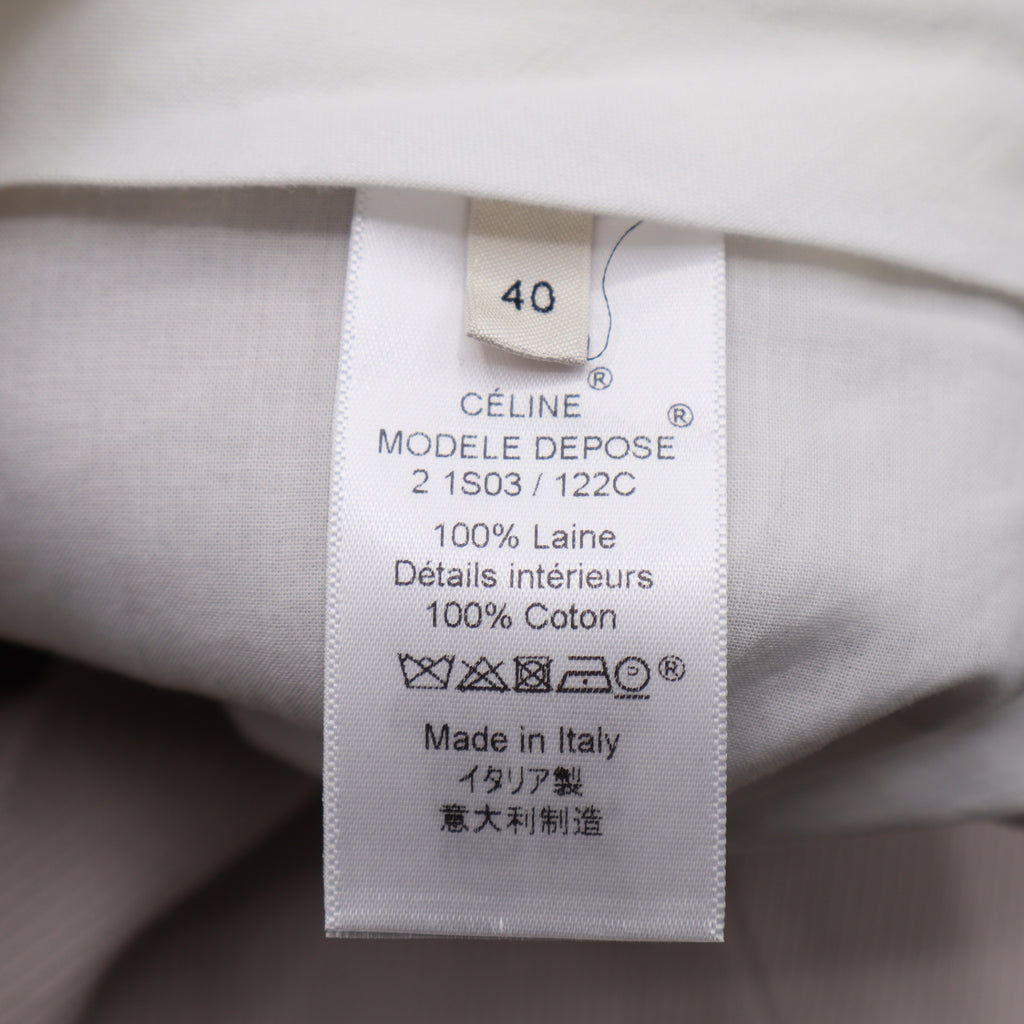 40
CÉLINE®
MODELE DEPOSE®
2 1S03 / 122C
100% Laine
Détails intérieurs
100% Coton
P ®
Made in Italy
イタリア製
意大利制造